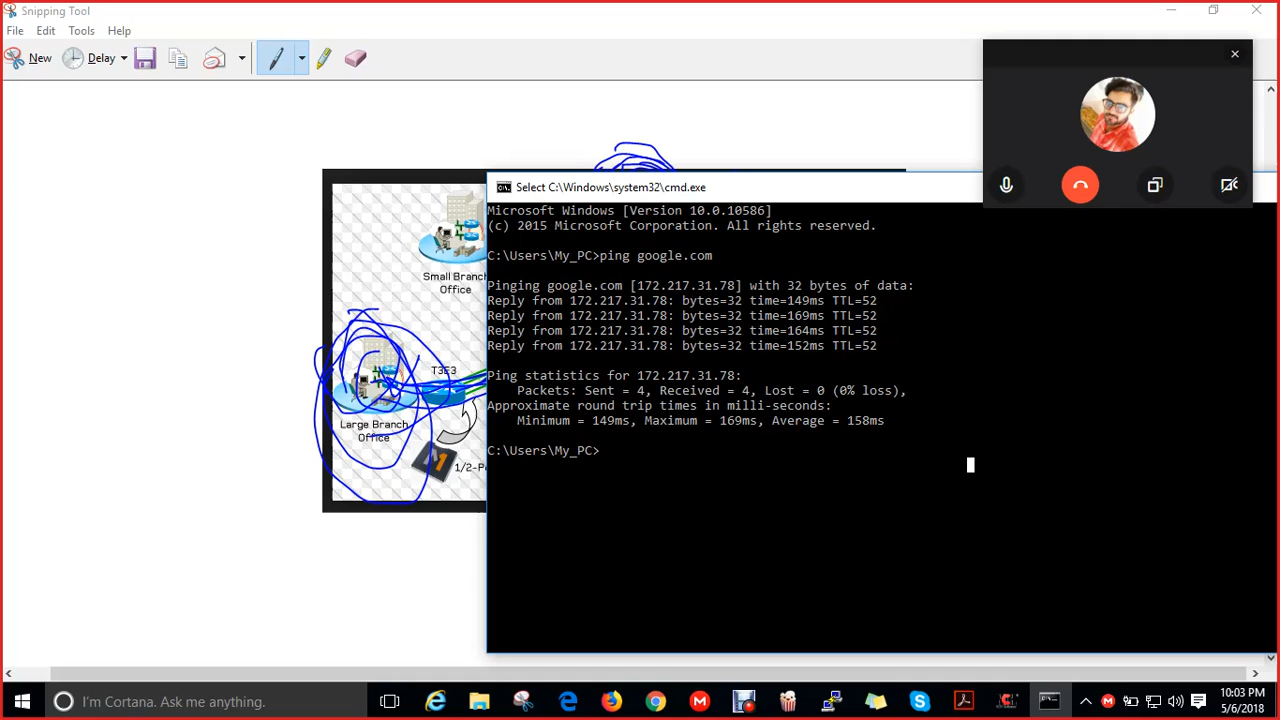 Snipping Tool
File Edit Tools Help
New Delay
Select C:\Windows\system32\cmd.exe
Microsoft Windows [Version 10.0.10586]
(c) 2015 Microsoft Corporation. All rights reserved.
C:\Users\My_PC>ping google.com
Pinging google.com [172.217.31.78] with 32 bytes of data:
Reply from 172.217.31.78: bytes=32 time=149ms TTL=52
Reply from 172.217.31.78: bytes=32 time=169ms TTL=52
Reply from 172.217.31.78: bytes=32 time=164ms TTL=52
Reply from 172.217.31.78: bytes=32 time=152ms TTL=52
Ping statistics for 172.217.31.78:
Packets: Sent = 4, Received = 4, Lost = 0 (0% loss),
Approximate round trip times in milli-seconds:
Minimum = 149ms, Maximum = 169ms, Average = 158ms
C:\Users\My_PC>
Small Branch
Office
T3E3
Large Branch
Office
1/2-P
I'm Cortana. Ask me anything.
10:03 PM
5/6/2018